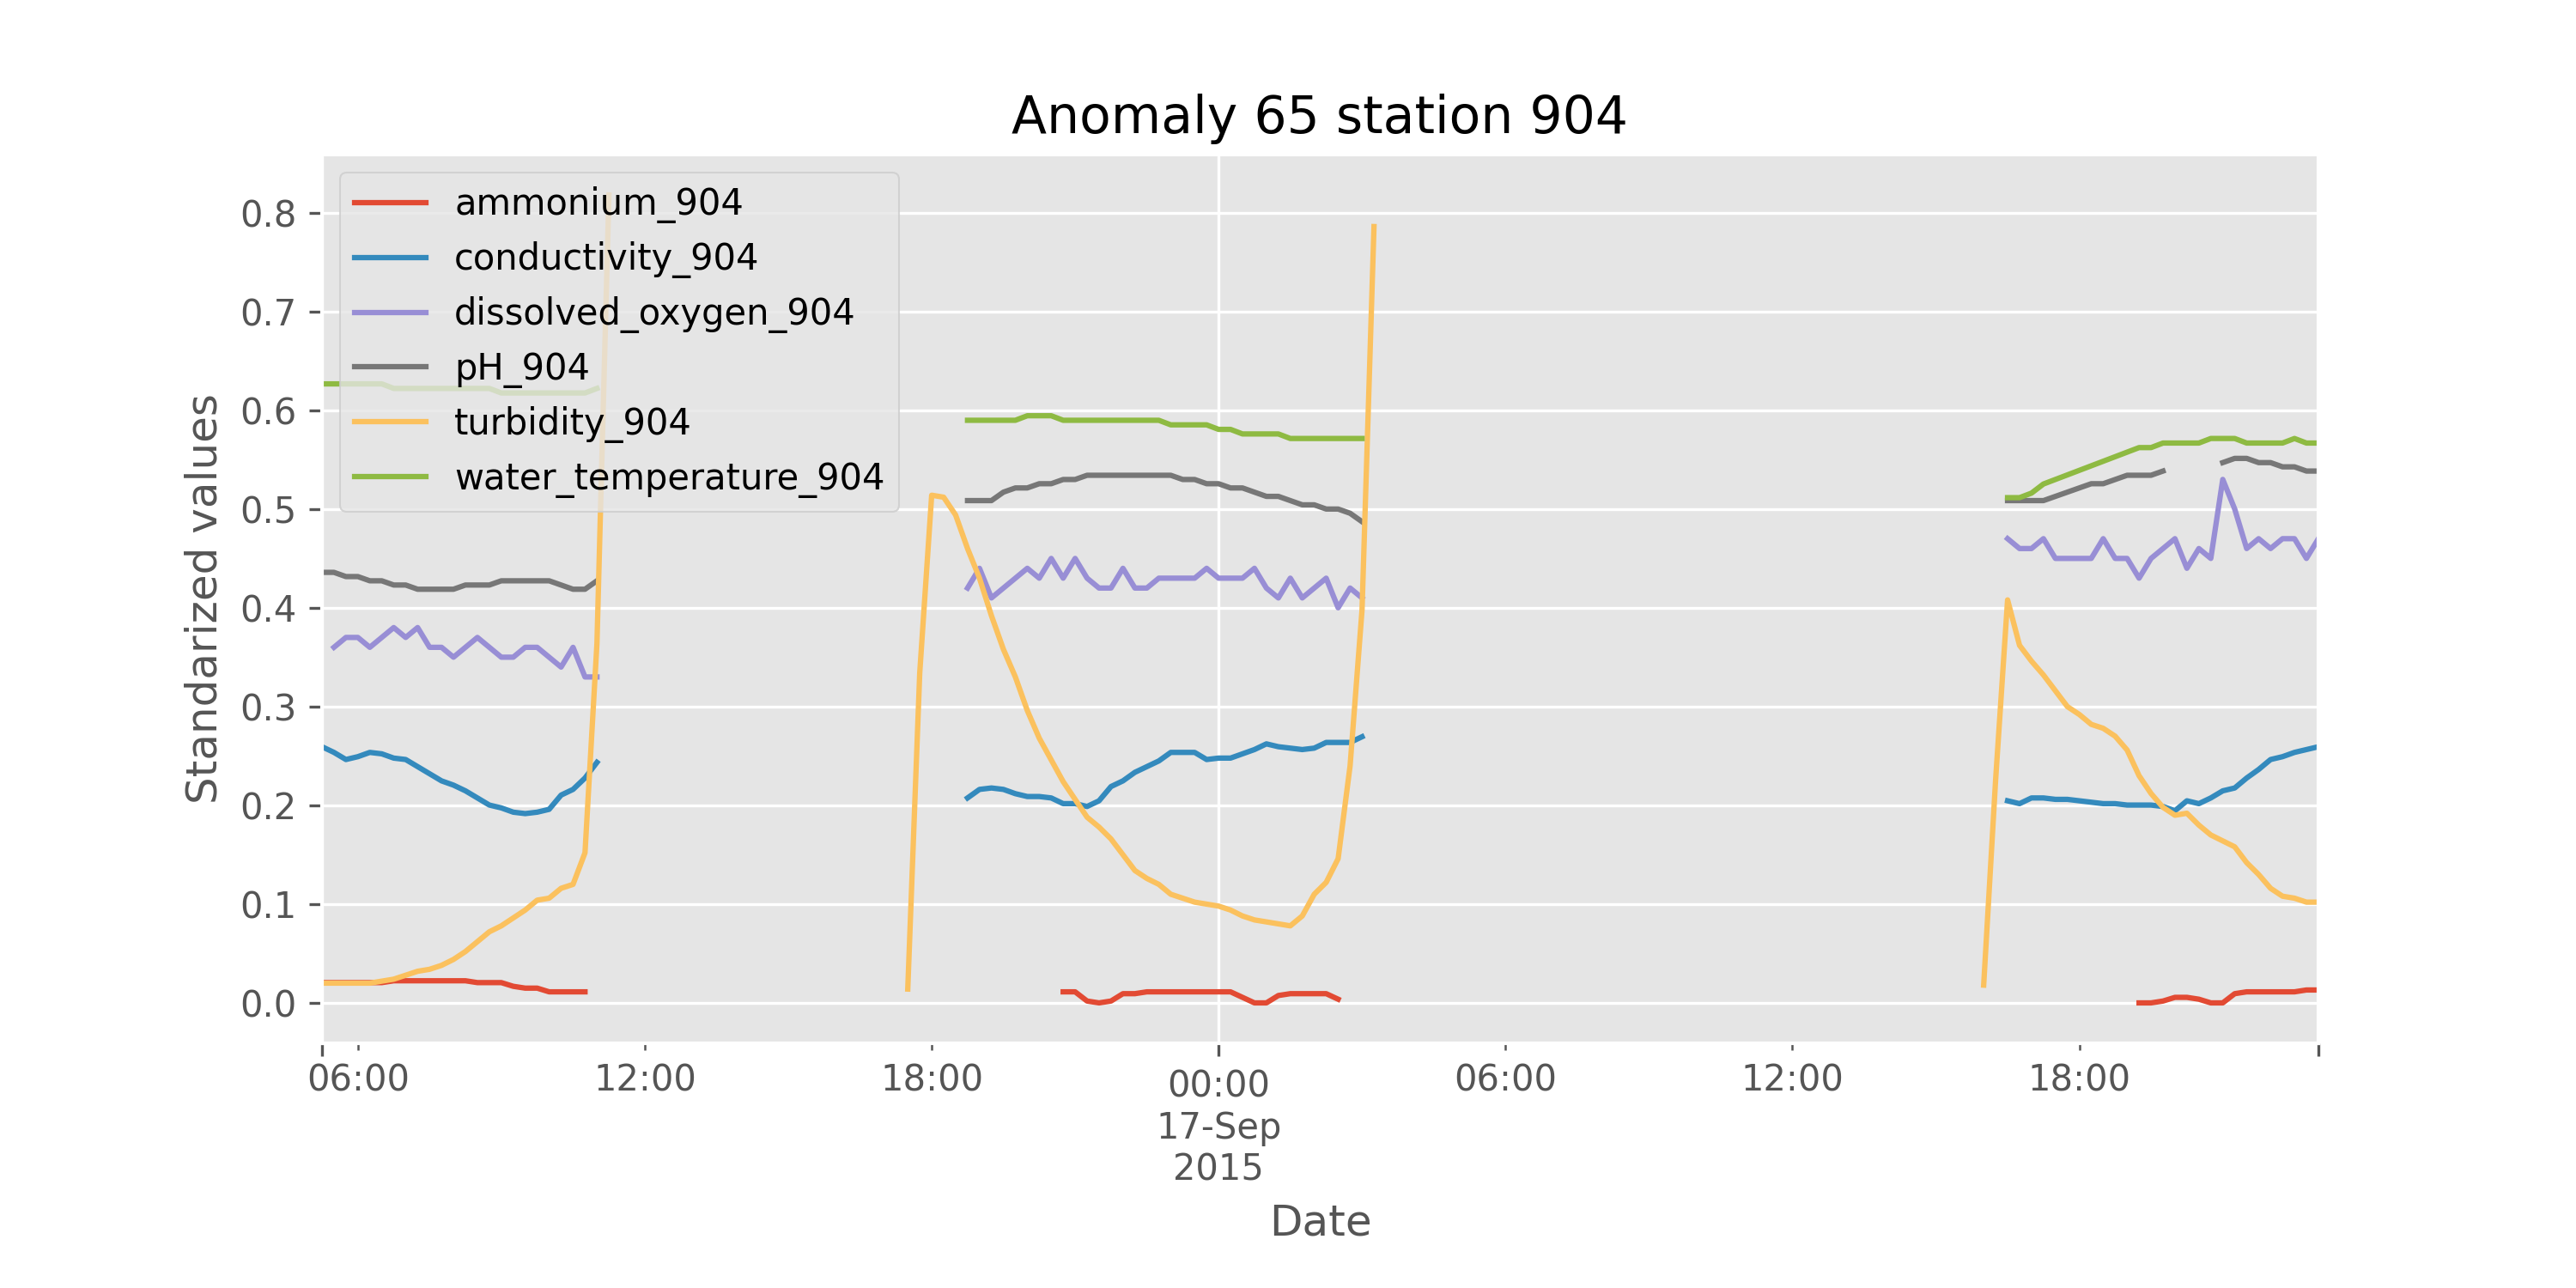 Anomaly 65 station 904
ammonium_904
conductivity_904
dissolved_oxygen_904
pH_904
turbidity_904
water_temperature_904
0.8
0.7
0.6
0.5
0.4
0.3
0.2
0.1
0.0
Standarized values
06:00 12:00 18:00 00:00 06:00 12:00 18:00
17-Sep
2015
Date